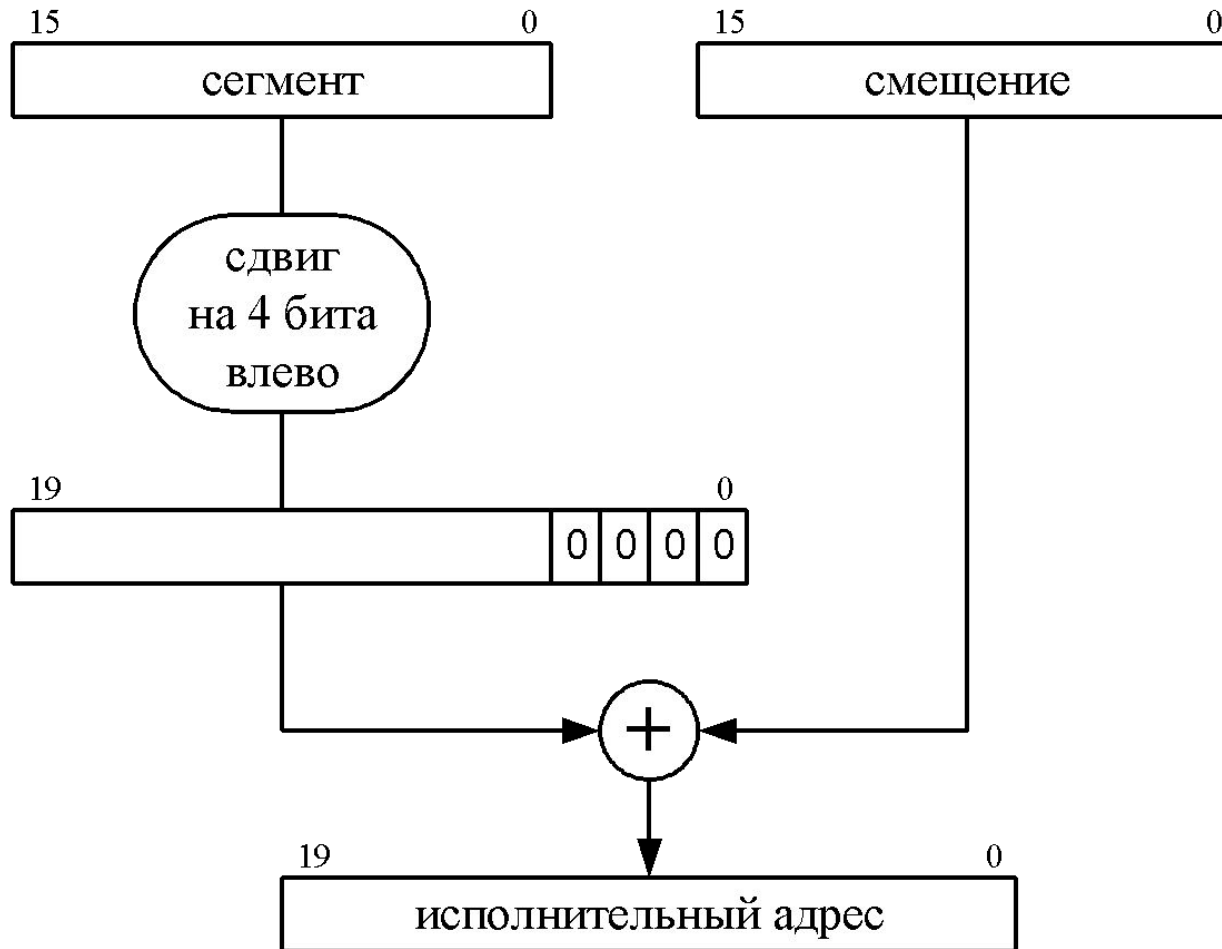 15 0 15 0
сегмент смещение
сдвиг
на 4 бита
влево
19 0
0 0 0 0
+
19 0
исполнительный адрес